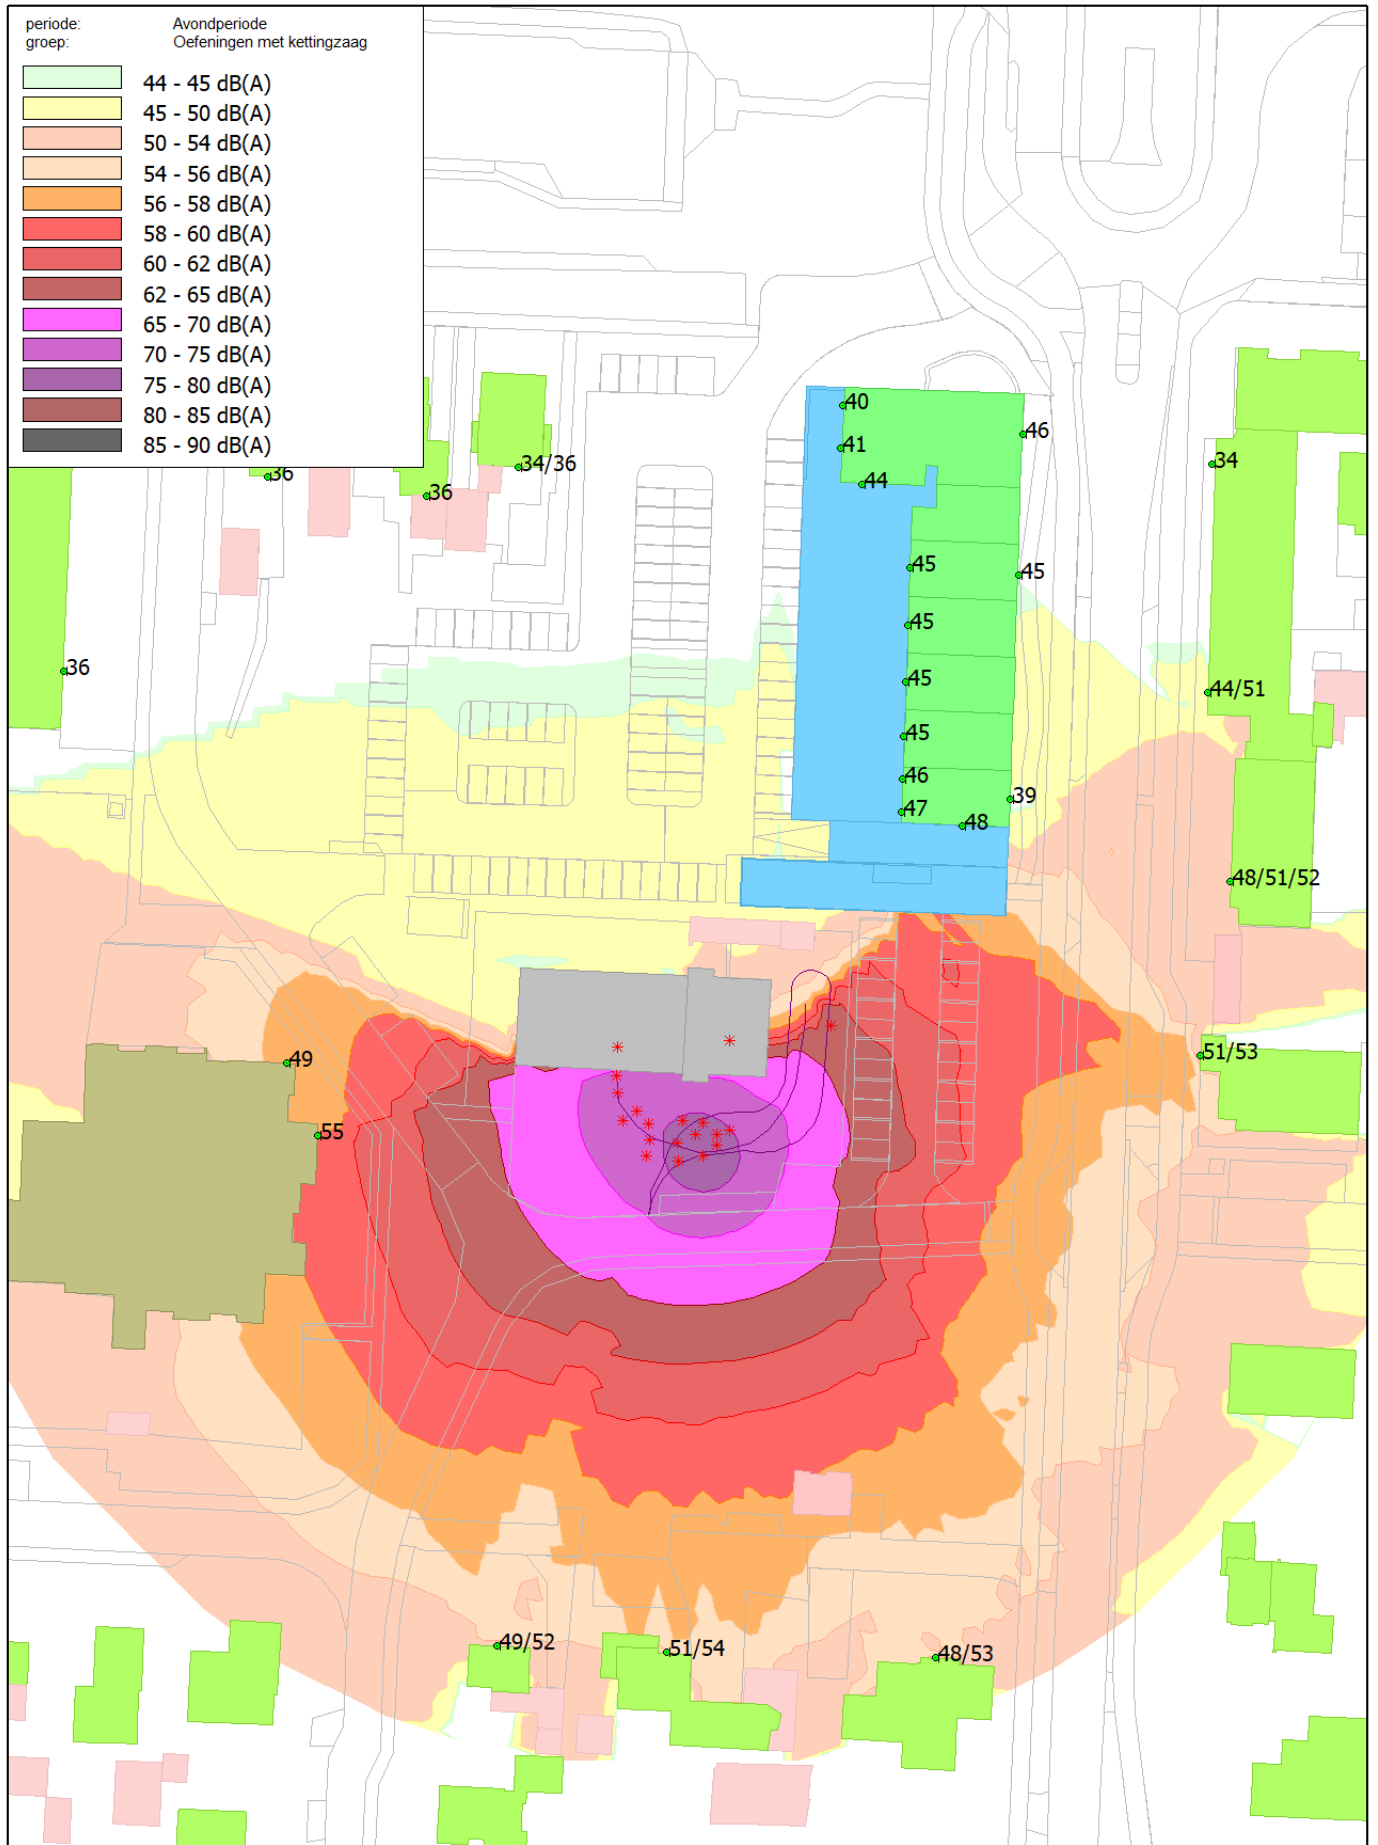 periode: Avondperiode
groep: Oefeningen met kettingzaag
44 - 45 dB(A)
45 - 50 dB(A)
50 - 54 dB(A)
54 - 56 dB(A)
56 - 58 dB(A)
58 - 60 dB(A)
60 - 62 dB(A)
62 - 65 dB(A)
65 - 70 dB(A)
70 - 75 dB(A)
75 - 80 dB(A)
80 - 85 dB(A)
85 - 90 dB(A)
40
46
41
34
34/36
36
44
36
45
45
45
36
45
44/51
45
46
39
47
48
48/51/52
49
51/53
55
49/52
51/54
48/53